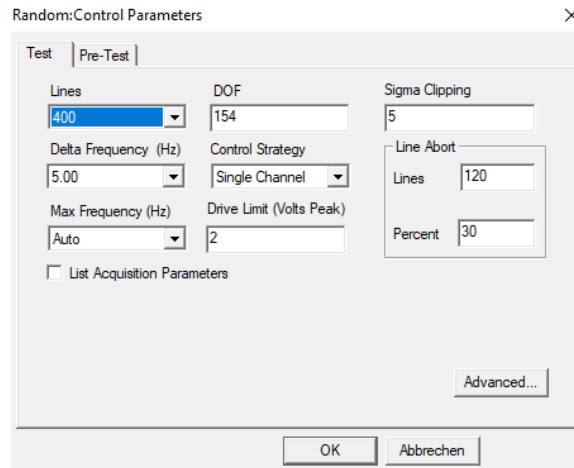 Random:Control Parameters
Test Pre-Test
Lines DOF Sigma Clipping
400 154 5
Delta Frequency (Hz) Control Strategy Line Abort
5.00 Single Channel Lines 120
Max Frequency (Hz) Drive Limit (Volts Peak)
Auto 2 Percent 30
List Acquisition Parameters
Advanced...
OK Abbrechen